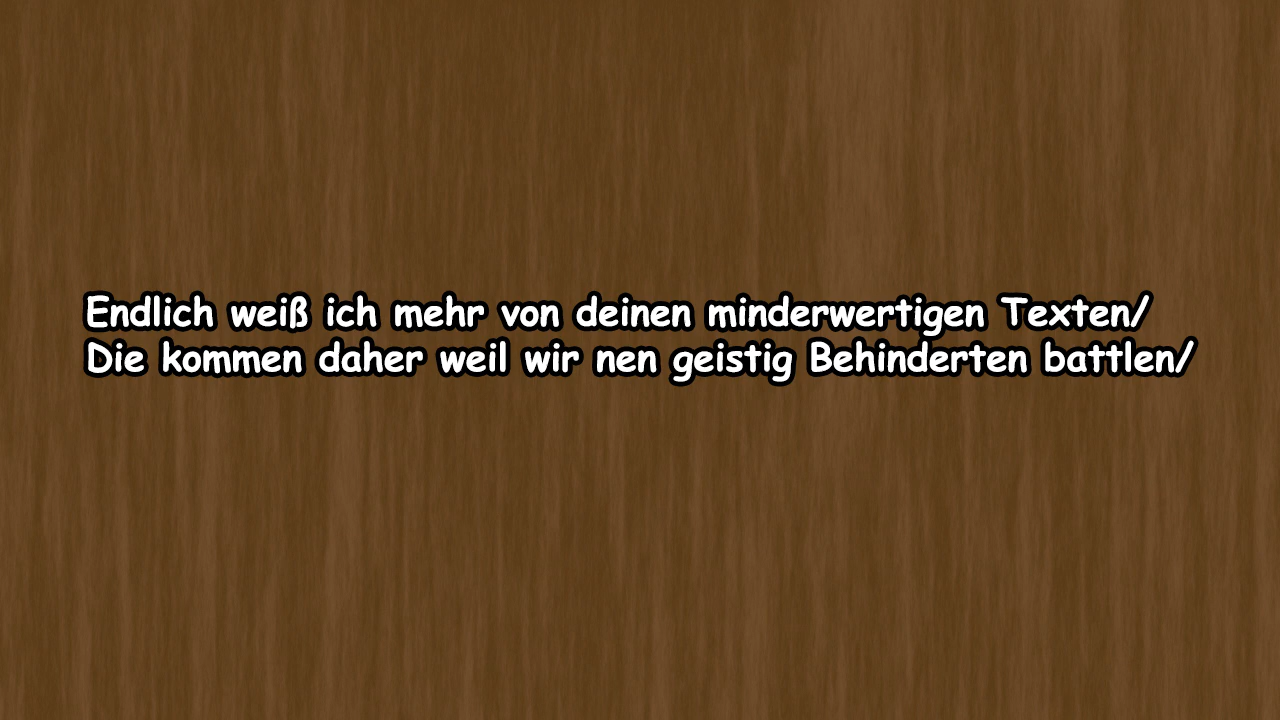 Endlich weiß ich mehr von deinen minderwertigen Texten/
Die kommen daher weil wir nen geistig Behinderten battlen/